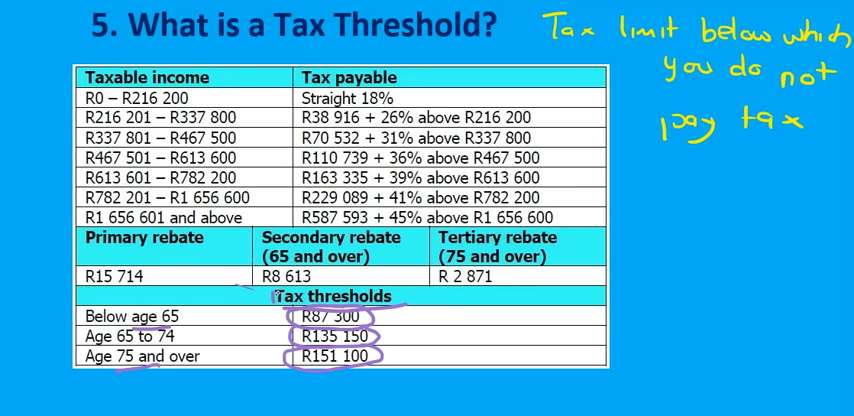 5. What is a Tax Threshold?
Tax limit below which
you do not
pay tax
Taxable income Tax payable
R0 – R216 200 Straight 18%
R216 201 – R337 800 R38 916 + 26% above R216 200
R337 801 – R467 500 R70 532 + 31% above R337 800
R467 501 – R613 600 R110 739 + 36% above R467 500
R613 601 – R782 200 R163 335 + 39% above R613 600
R782 201 – R1 656 600 R229 089 + 41% above R782 200
R1 656 601 and above R587 593 + 45% above R1 656 600
Primary rebate Secondary rebate Tertiary rebate
(65 and over) (75 and over)
R15 714 R8 613 R 2 871
Tax thresholds
Below age 65 R87 300
Age 65 to 74 R135 150
Age 75 and over R151 100